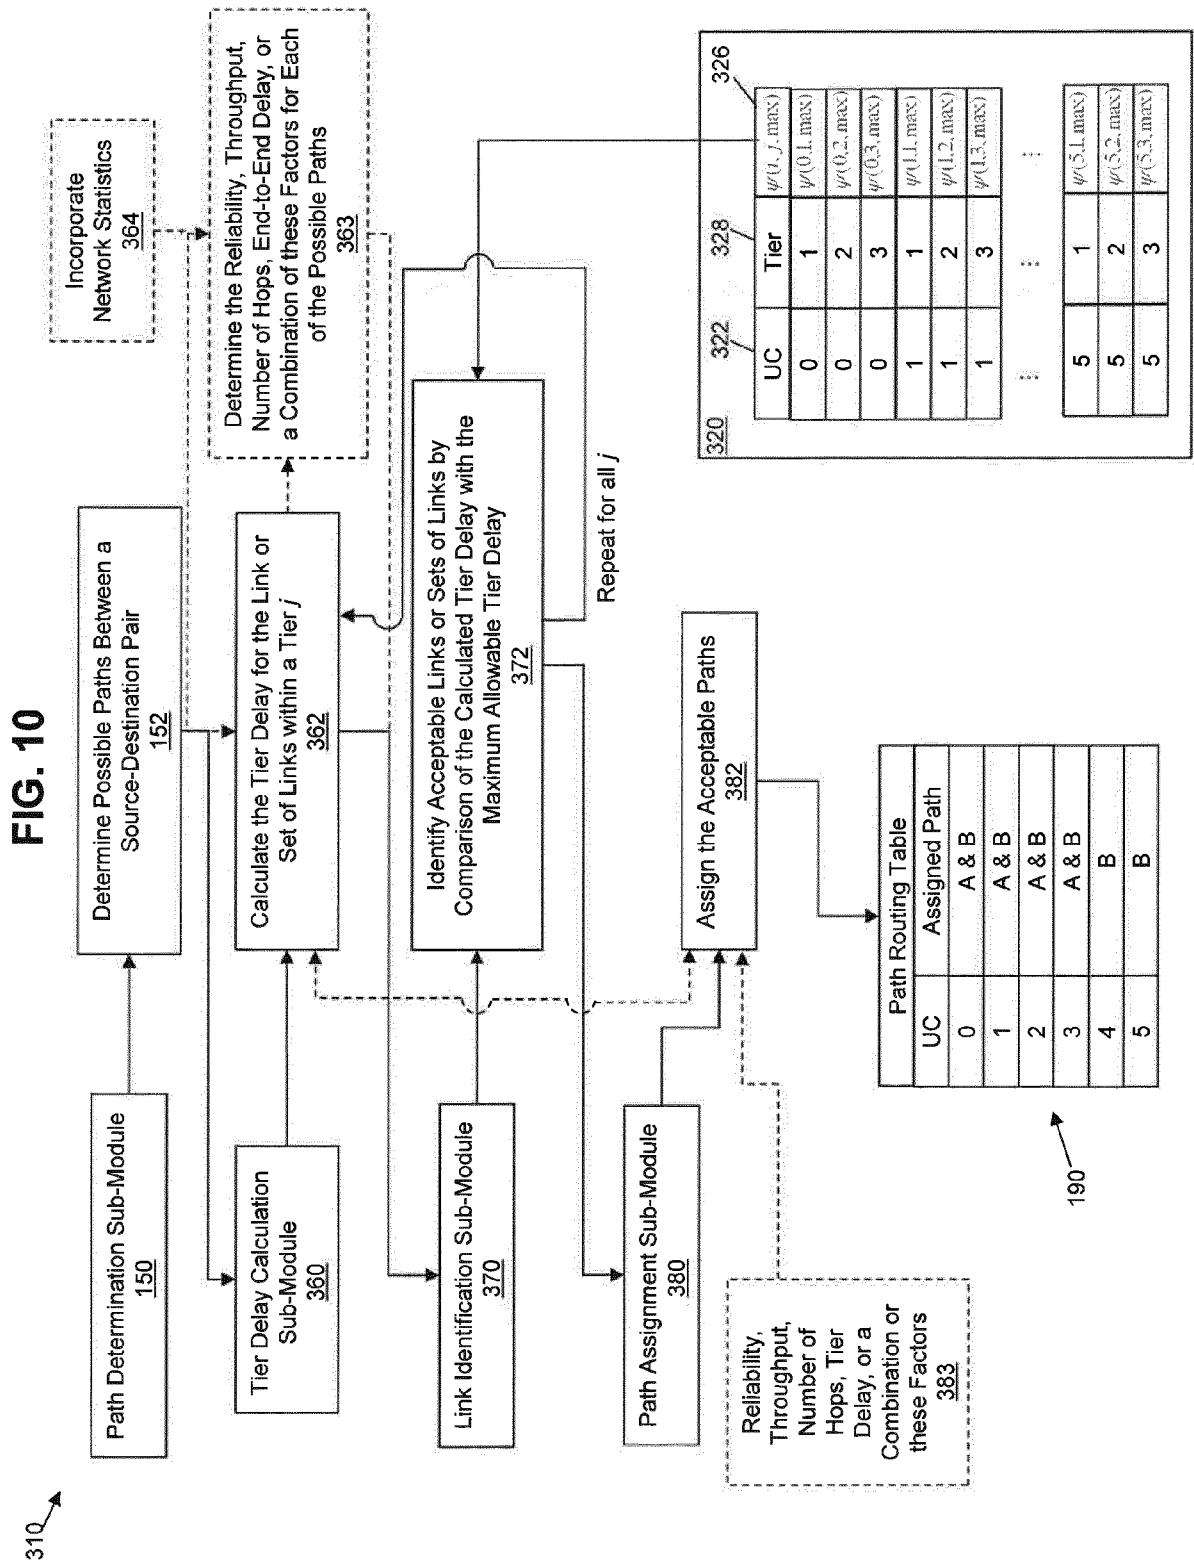 FIG. 10
310
Path Determination Sub-Module
150
Determine Possible Paths Between a
Source-Destination Pair
152
Incorporate
Network Statistics
364
Tier Delay Calculation
Sub-Module
360
Calculate the Tier Delay for the Link or
Set of Links within a Tier j
362
Determine the Reliability, Throughput,
Number of Hops, End-to-End Delay, or
a Combination of these Factors for Each
of the Possible Paths
363
Link Identification Sub-Module
370
Identify Acceptable Links or Sets of Links by
Comparison of the Calculated Tier Delay with the
Maximum Allowable Tier Delay
372
Repeat for all j
Path Assignment Sub-Module
380
Assign the Acceptable Paths
382
Reliability,
Throughput,
Number of
Hops, Tier
Delay, or a
Combination or
these Factors
383
190
Path Routing Table
UC Assigned Path
0 A & B
1 A & B
2 A & B
3 A & B
4 B
5 B
320
322
328
326
UC Tier ψ(i, j, max)
0 1 ψ(0,1, max)
0 2 ψ(0,2, max)
0 3 ψ(0,3, max)
1 1 ψ(1,1, max)
1 2 ψ(1,2, max)
1 3 ψ(1,3, max)
⋮ ⋮ ⋮
5 1 ψ(5,1, max)
5 2 ψ(5,2, max)
5 3 ψ(5,3, max)